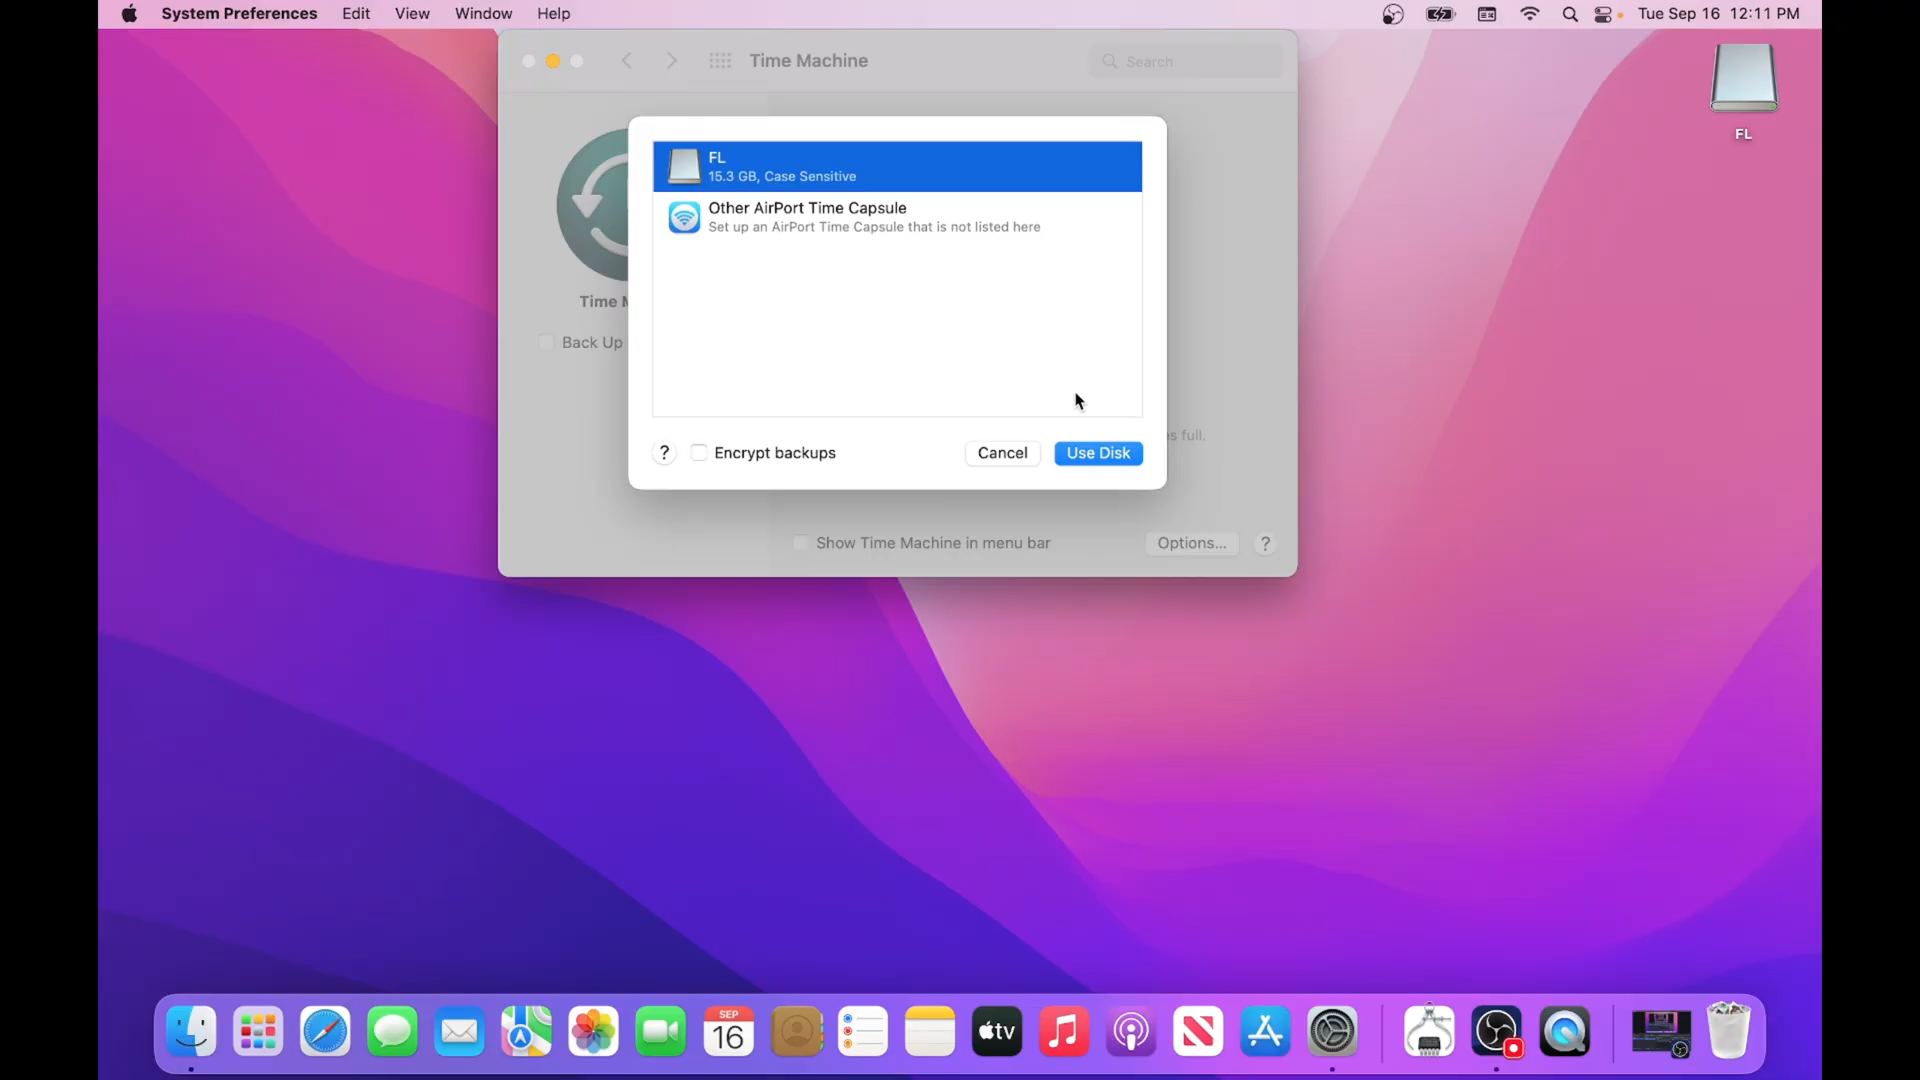 System Preferences Edit View Window Help Tue Sep 16 12:11 PM
Time Machine Search
FL
FL
15.3 GB, Case Sensitive
Other AirPort Time Capsule
Set up an AirPort Time Capsule that is not listed here
Time M
Back Up
s full.
? Encrypt backups Cancel Use Disk
Show Time Machine in menu bar Options... ?
SEP
16
tv